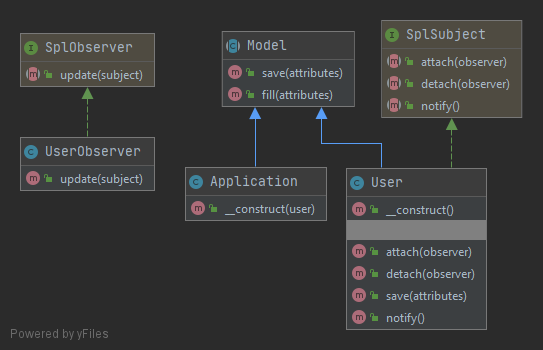 SplObserver
update(subject)
UserObserver
update(subject)
Model
save(attributes)
fill(attributes)
SplSubject
attach(observer)
detach(observer)
notify()
Application
__construct(user)
User
__construct()
attach(observer)
detach(observer)
save(attributes)
notify()
Powered by yFiles